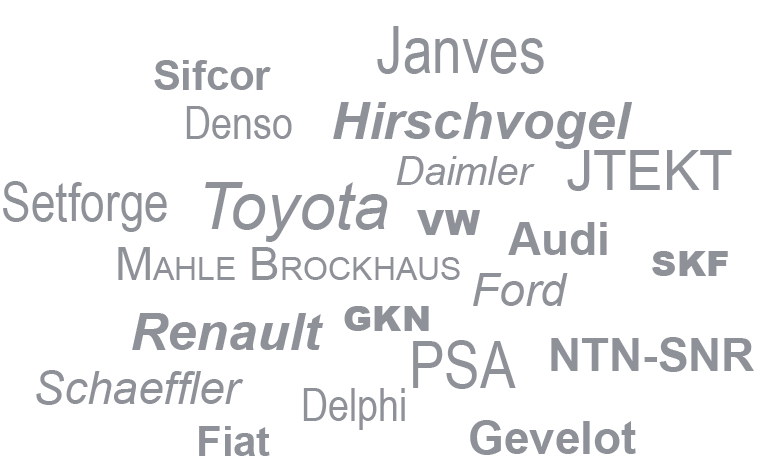 Janves
Sifcor
Denso
Hirschvogel
Daimler
JTEKT
Setforge
Toyota
VW
Audi
MAHLE BROCKHAUS
SKF
Ford
Renault
GKN
PSA
NTN-SNR
Schaeffler
Delphi
Fiat
Gevelot